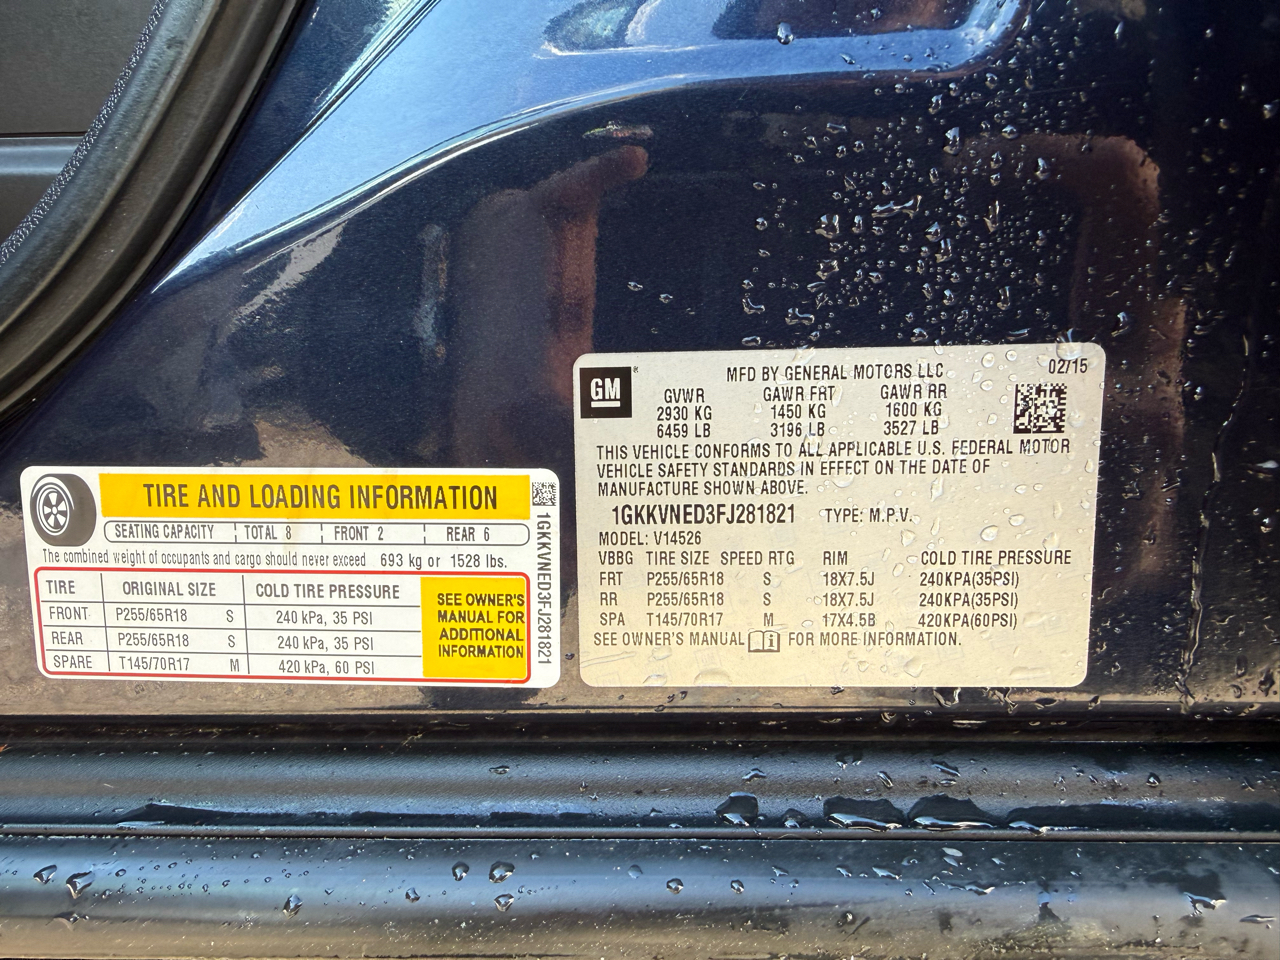 TIRE AND LOADING INFORMATION
SEATING CAPACITY TOTAL 8 FRONT 2 REAR 6
The combined weight of occupants and cargo should never exceed 693 kg or 1528 lbs.
TIRE ORIGINAL SIZE COLD TIRE PRESSURE
FRONT P255/65R18 S 240 kPa, 35 PSI
REAR P255/65R18 S 240 kPa, 35 PSI
SPARE T145/70R17 M 420 kPa, 60 PSI
SEE OWNER'S
MANUAL FOR
ADDITIONAL
INFORMATION
1GKKVNED3FJ281821
GM
MFD BY GENERAL MOTORS LLC 02/15
GVWR GAWR FRT GAWR RR
2930 KG 1450 KG 1600 KG
6459 LB 3196 LB 3527 LB
THIS VEHICLE CONFORMS TO ALL APPLICABLE U.S. FEDERAL MOTOR
VEHICLE SAFETY STANDARDS IN EFFECT ON THE DATE OF
MANUFACTURE SHOWN ABOVE.
1GKKVNED3FJ281821 TYPE: M.P.V.
MODEL: V14526
VBBG TIRE SIZE SPEED RTG RIM COLD TIRE PRESSURE
FRT P255/65R18 S 18X7.5J 240KPA(35PSI)
RR P255/65R18 S 18X7.5J 240KPA(35PSI)
SPA T145/70R17 M 17X4.5B 420KPA(60PSI)
SEE OWNER'S MANUAL FOR MORE INFORMATION.